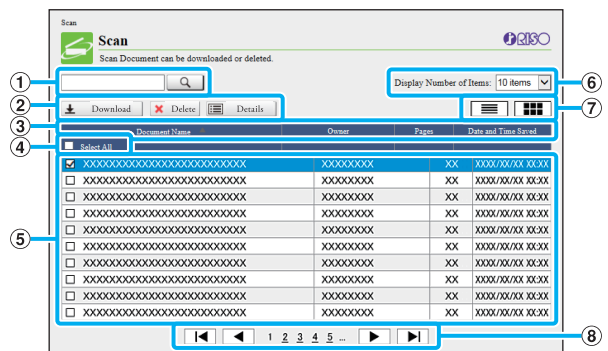 Scan
Scan
RISO
Scan Document can be downloaded or deleted.
1
Display Number of Items: 10 items
6
2
Download Delete Details
7
3
Document Name Owner Pages Date and Time Saved
4
Select All
5
XXXXXXXXXXXXXXXXXXXXXXXXX XXXXXXXX XX XXXX/XX/XX XX:XX
XXXXXXXXXXXXXXXXXXXXXXXXX XXXXXXXX XX XXXX/XX/XX XX:XX
XXXXXXXXXXXXXXXXXXXXXXXXX XXXXXXXX XX XXXX/XX/XX XX:XX
XXXXXXXXXXXXXXXXXXXXXXXXX XXXXXXXX XX XXXX/XX/XX XX:XX
XXXXXXXXXXXXXXXXXXXXXXXXX XXXXXXXX XX XXXX/XX/XX XX:XX
XXXXXXXXXXXXXXXXXXXXXXXXX XXXXXXXX XX XXXX/XX/XX XX:XX
XXXXXXXXXXXXXXXXXXXXXXXXX XXXXXXXX XX XXXX/XX/XX XX:XX
XXXXXXXXXXXXXXXXXXXXXXXXX XXXXXXXX XX XXXX/XX/XX XX:XX
XXXXXXXXXXXXXXXXXXXXXXXXX XXXXXXXX XX XXXX/XX/XX XX:XX
XXXXXXXXXXXXXXXXXXXXXXXXX XXXXXXXX XX XXXX/XX/XX XX:XX
1 2 3 4 5 ...
8